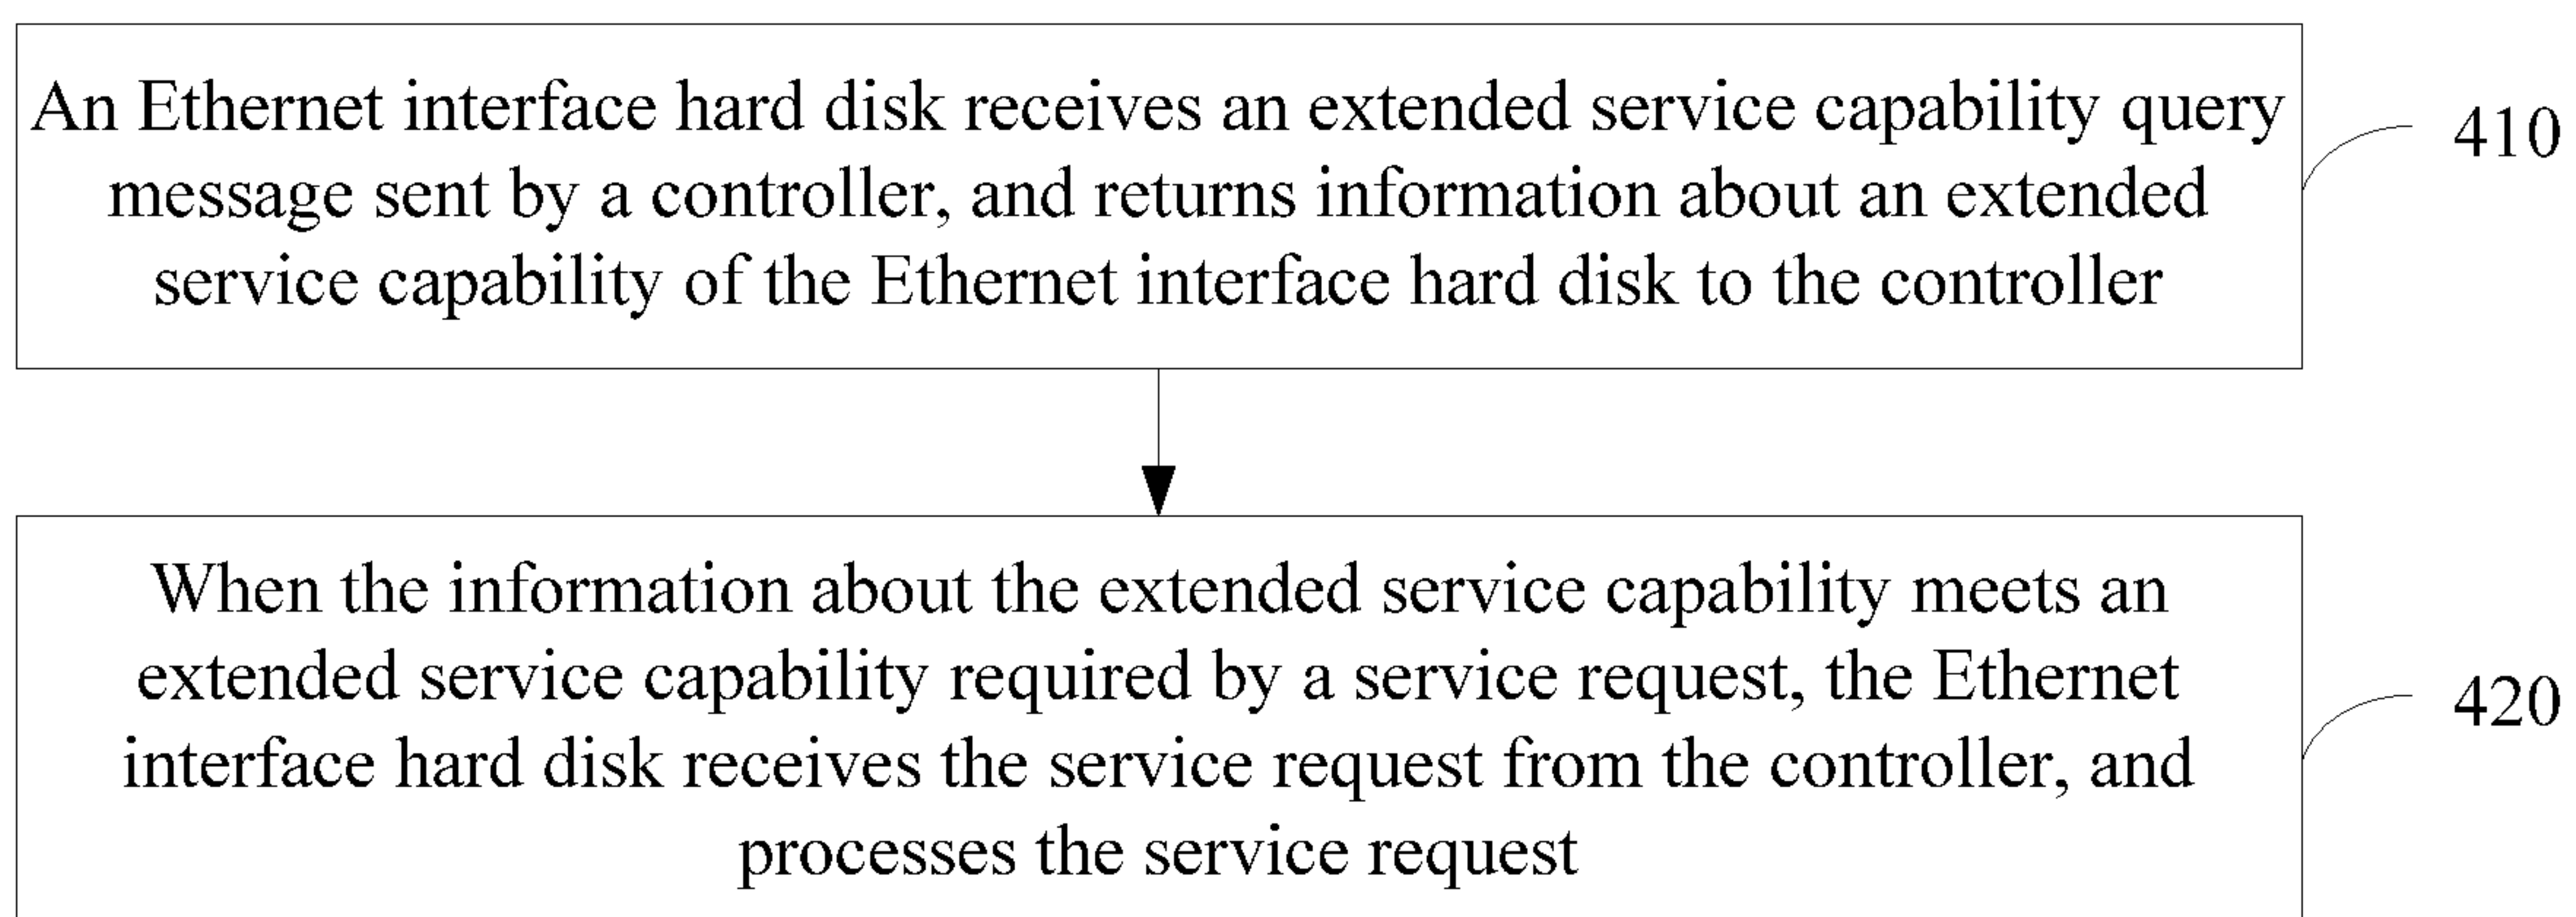 An Ethernet interface hard disk receives an extended service capability query
message sent by a controller, and returns information about an extended
service capability of the Ethernet interface hard disk to the controller
410
When the information about the extended service capability meets an
extended service capability required by a service request, the Ethernet
interface hard disk receives the service request from the controller, and
processes the service request
420